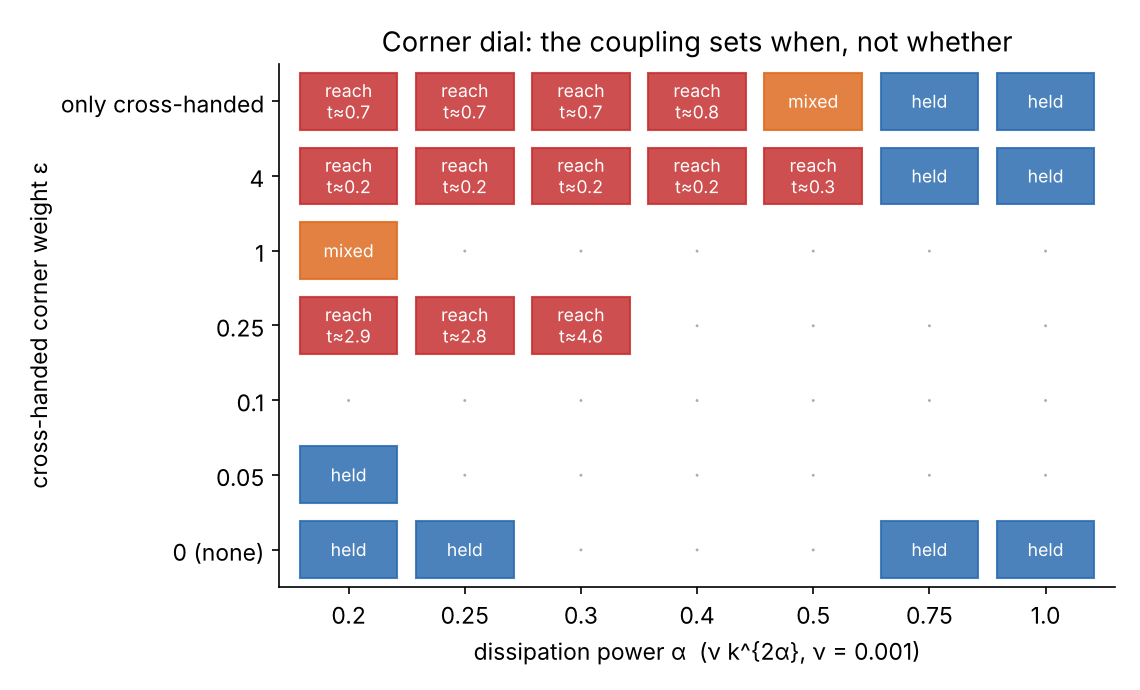 Corner dial: the coupling sets when, not whether
cross-handed corner weight ε
only cross-handed
reach
t≈0.7
reach
t≈0.7
reach
t≈0.7
reach
t≈0.8
mixed
held
held
4
reach
t≈0.2
reach
t≈0.2
reach
t≈0.2
reach
t≈0.2
reach
t≈0.3
held
held
1
mixed
0.25
reach
t≈2.9
reach
t≈2.8
reach
t≈4.6
0.1
0.05
held
0 (none)
held
held
held
held
0.2
0.25
0.3
0.4
0.5
0.75
1.0
dissipation power α (ν k^{2α}, ν = 0.001)